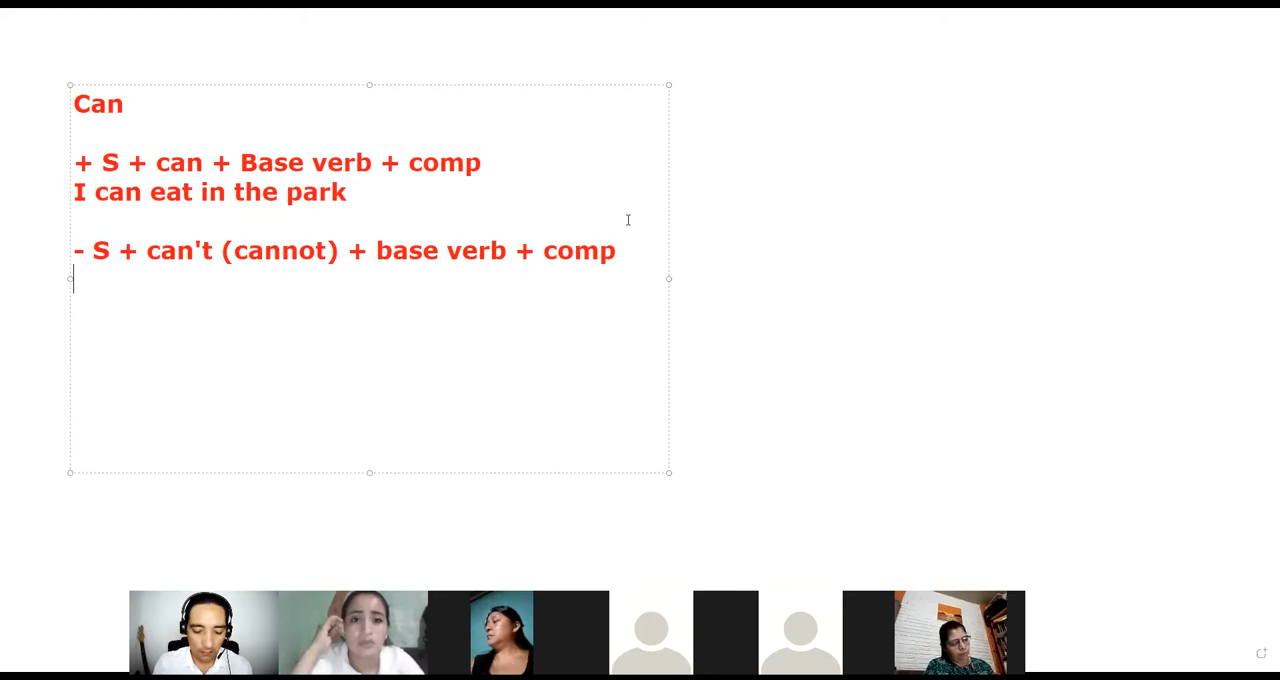 Can
+ S + can + Base verb + comp
I can eat in the park
- S + can't (cannot) + base verb + comp